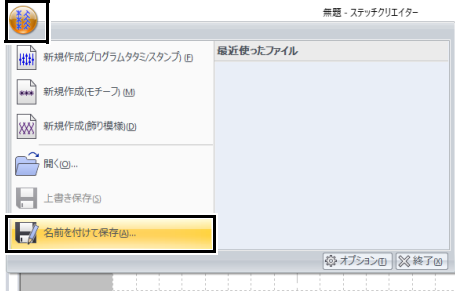 無題 - ステッチクリエイター
最近使ったファイル
新規作成(プログラムタタミ/スタンプ)(F)
新規作成(モチーフ)(M)
新規作成(飾り模様)(D)
開く(O)...
上書き保存(S)
名前を付けて保存(A)...
オプション(T)
終了(X)